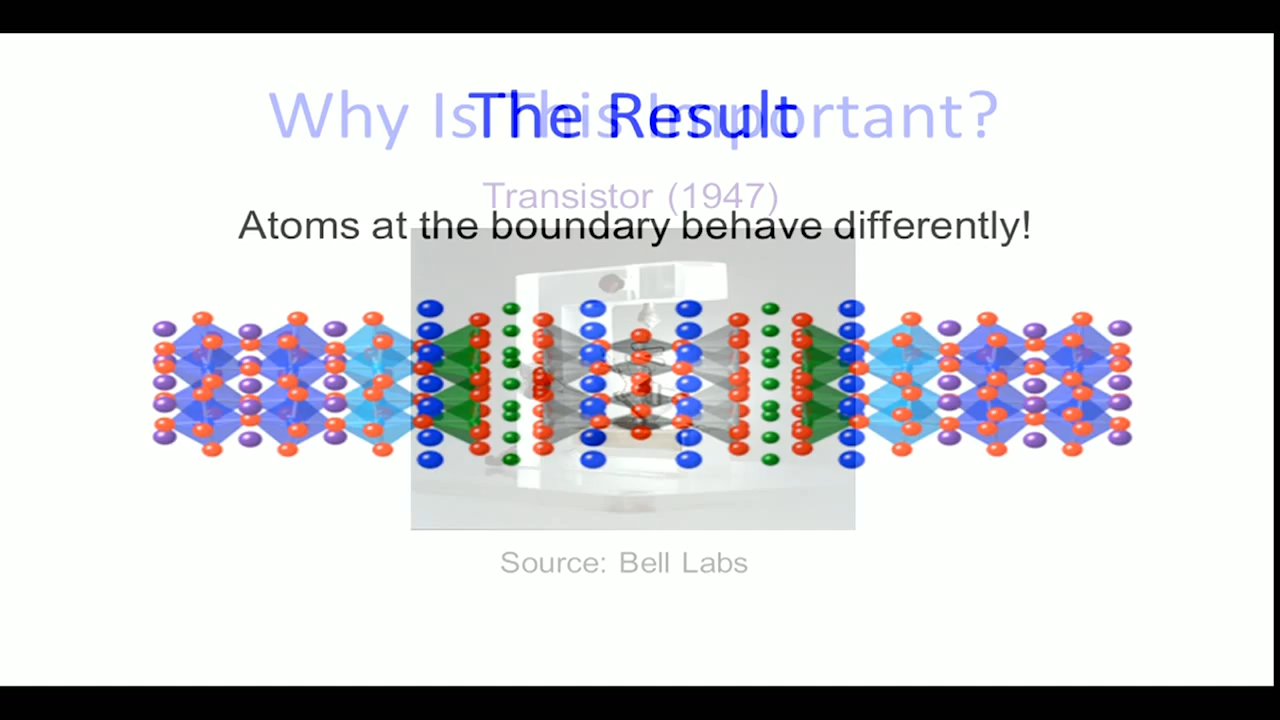 Why Is This Important?
The Result
Transistor (1947)
Atoms at the boundary behave differently!
Source: Bell Labs